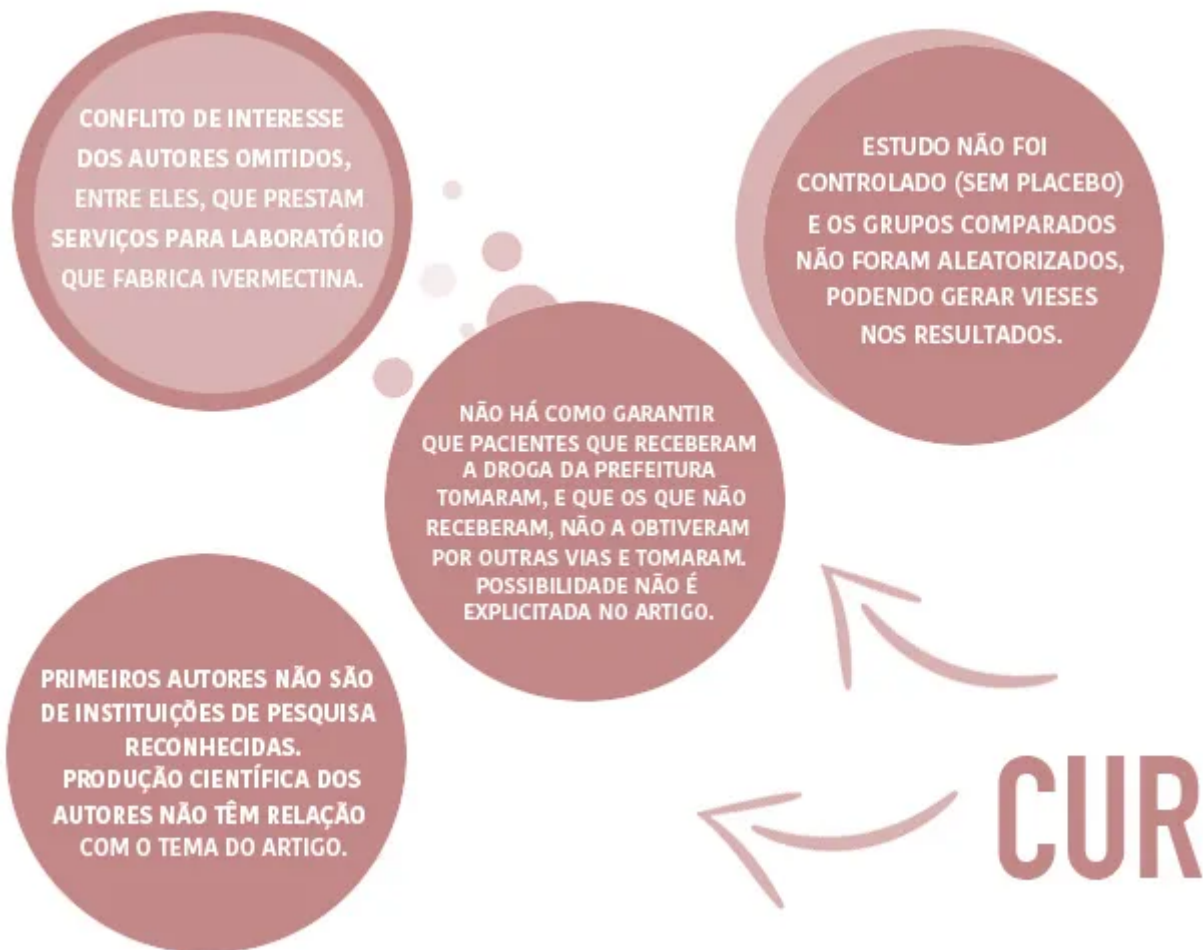 CONFLITO DE INTERESSE
DOS AUTORES OMITIDOS,
ENTRE ELES, QUE PRESTAM
SERVIÇOS PARA LABORATÓRIO
QUE FABRICA IVERMECTINA.
ESTUDO NÃO FOI
CONTROLADO (SEM PLACEBO)
E OS GRUPOS COMPARADOS
NÃO FORAM ALEATORIZADOS,
PODENDO GERAR VIESES
NOS RESULTADOS.
NÃO HÁ COMO GARANTIR
QUE PACIENTES QUE RECEBERAM
A DROGA DA PREFEITURA
TOMARAM, E QUE OS QUE NÃO
RECEBERAM, NÃO A OBTIVERAM
POR OUTRAS VIAS E TOMARAM.
POSSIBILIDADE NÃO É
EXPLICITADA NO ARTIGO.
PRIMEIROS AUTORES NÃO SÃO
DE INSTITUIÇÕES DE PESQUISA
RECONHECIDAS.
PRODUÇÃO CIENTÍFICA DOS
AUTORES NÃO TÊM RELAÇÃO
COM O TEMA DO ARTIGO.
CUR